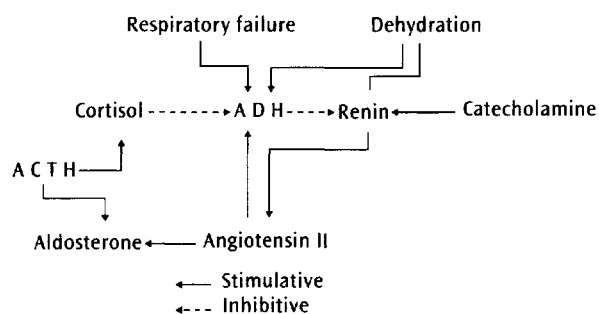 Respiratory failure Dehydration
Cortisol A D H Renin Catecholamine
A C T H
Aldosterone Angiotensin II
Stimulative
Inhibitive